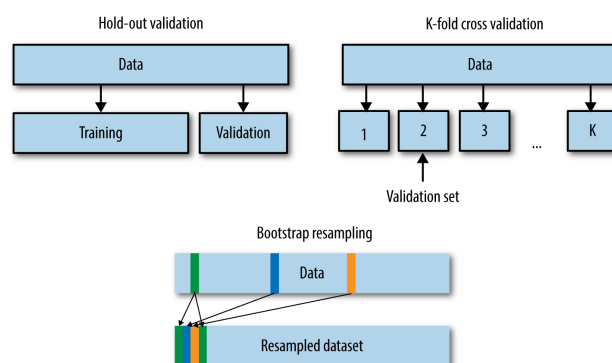 Hold-out validation
Data
Training
Validation
K-fold cross validation
Data
1
2
3
...
K
Validation set
Bootstrap resampling
Data
Resampled dataset